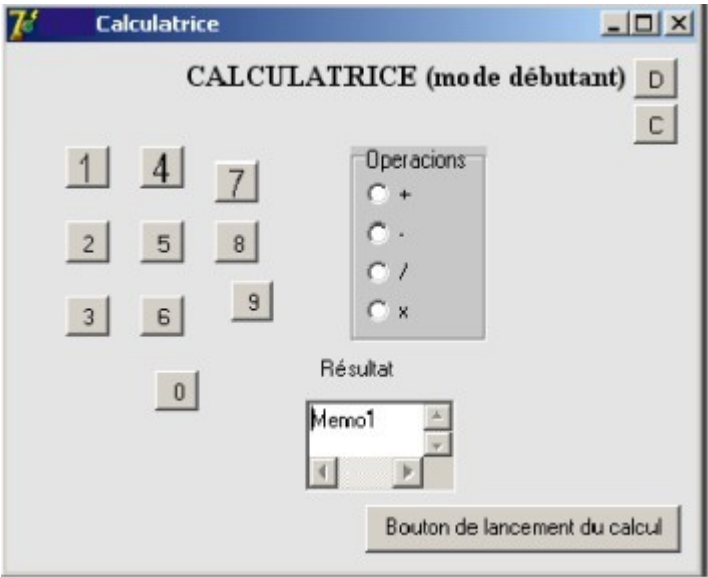 Calculatrice
CALCULATRICE (mode débutant) D
C
1 4 7
Operacions
+
2 5 8
-
/
3 6 9
x
Résultat
0
Memo1
Bouton de lancement du calcul